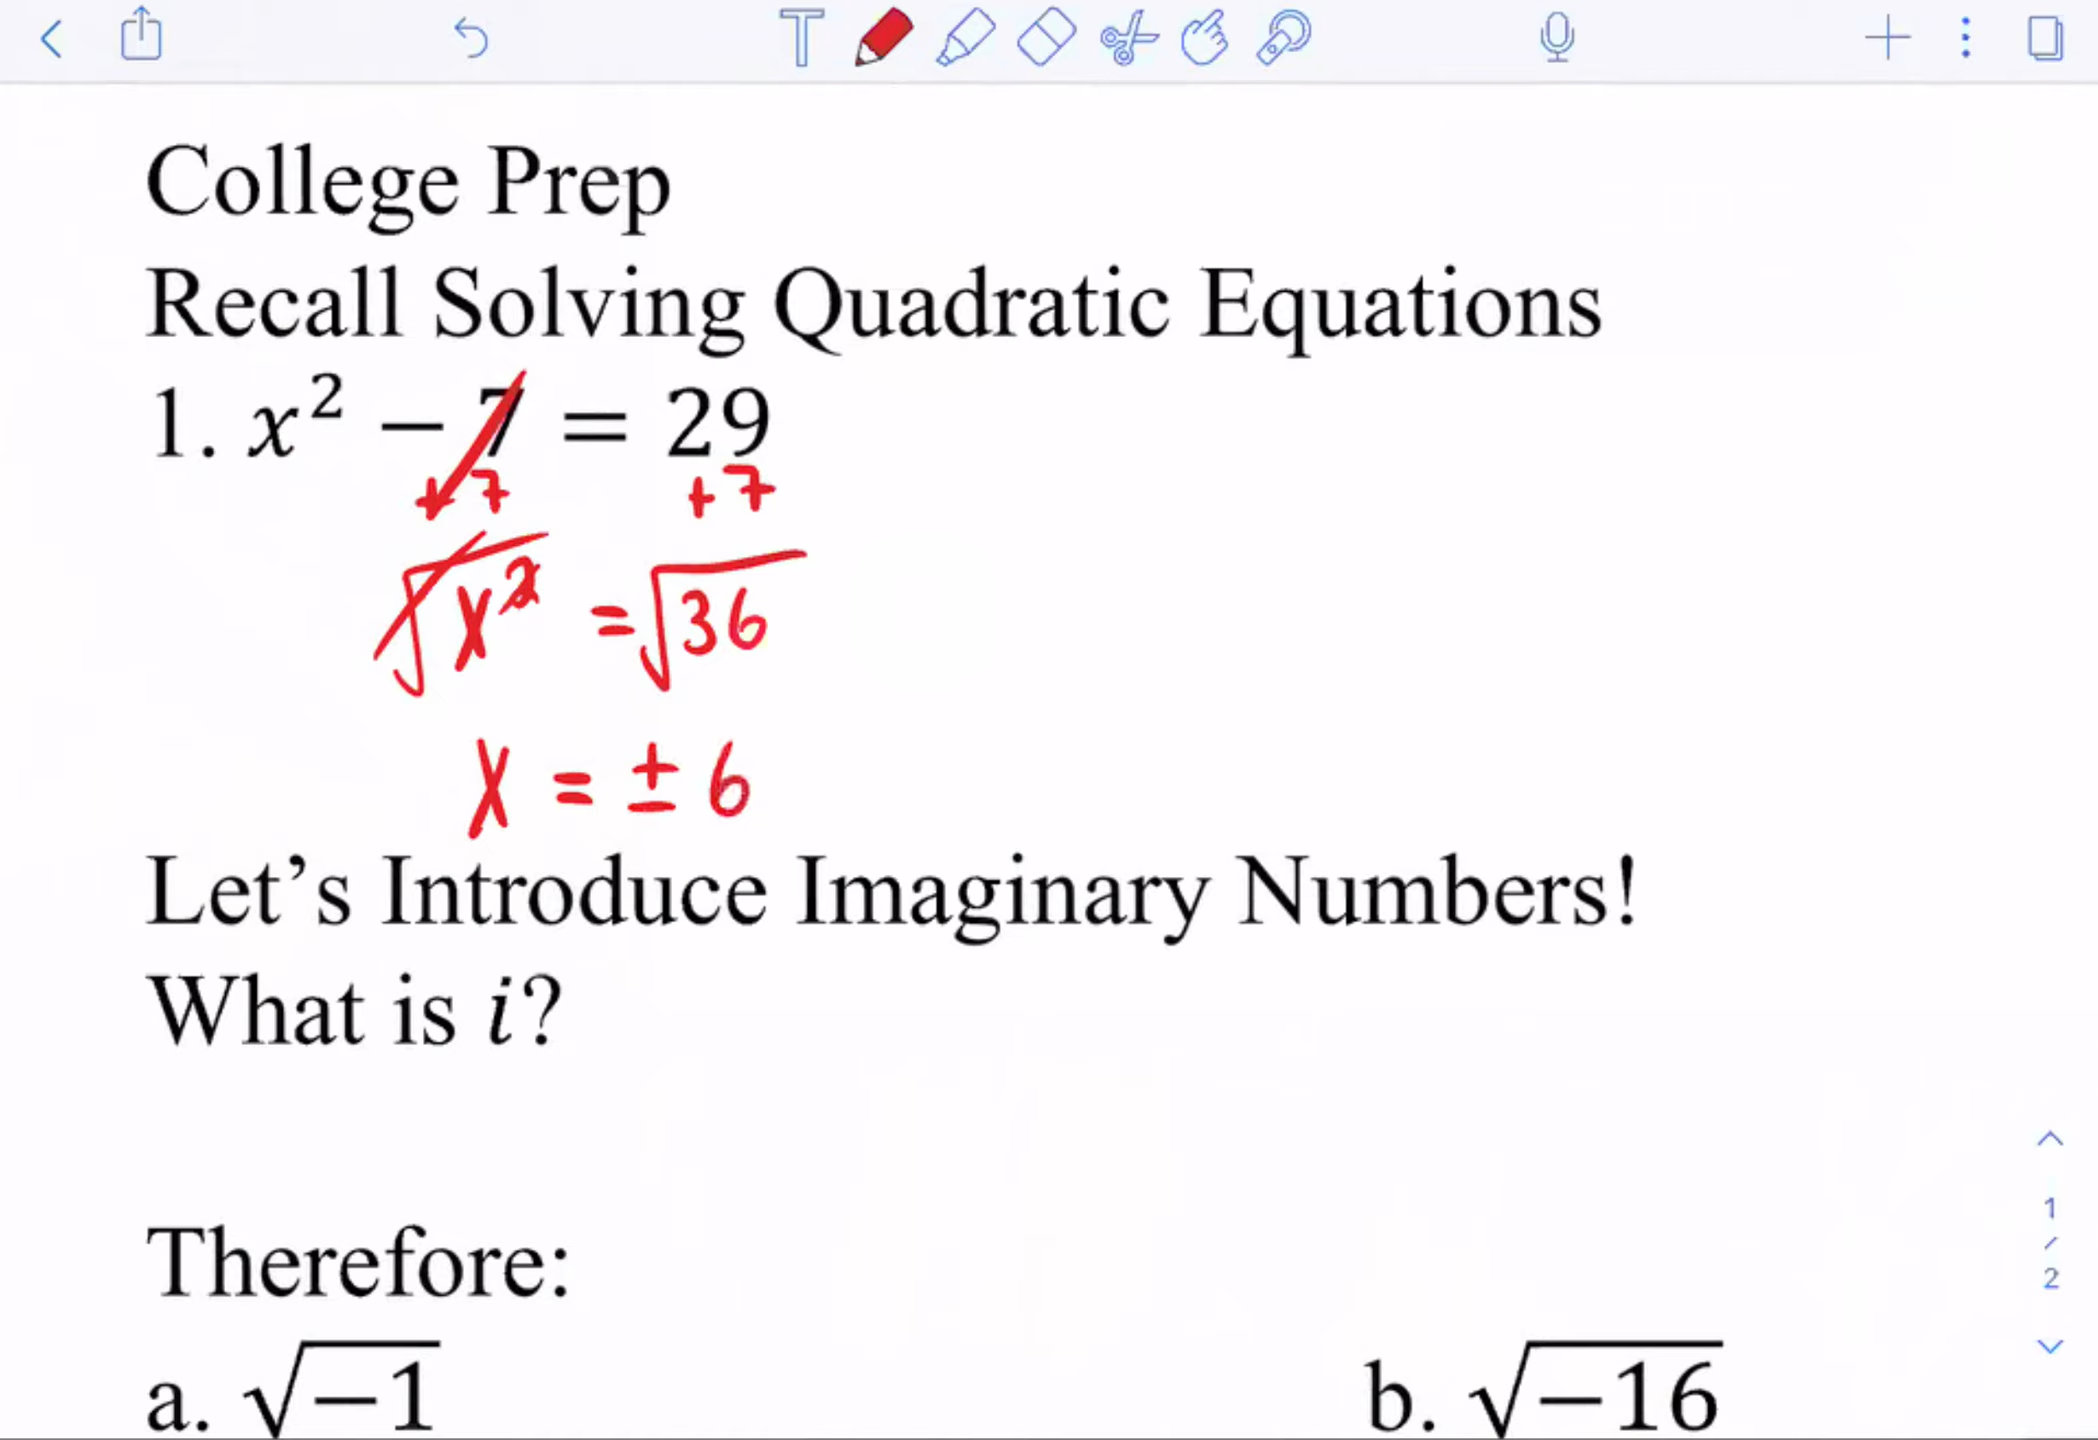 T
College Prep
Recall Solving Quadratic Equations
1. x² − 7 = 29
+7 +7
√x² = √36
x = ± 6
Let’s Introduce Imaginary Numbers!
What is i?
Therefore:
a. √−1 b. √−16
1
/
2